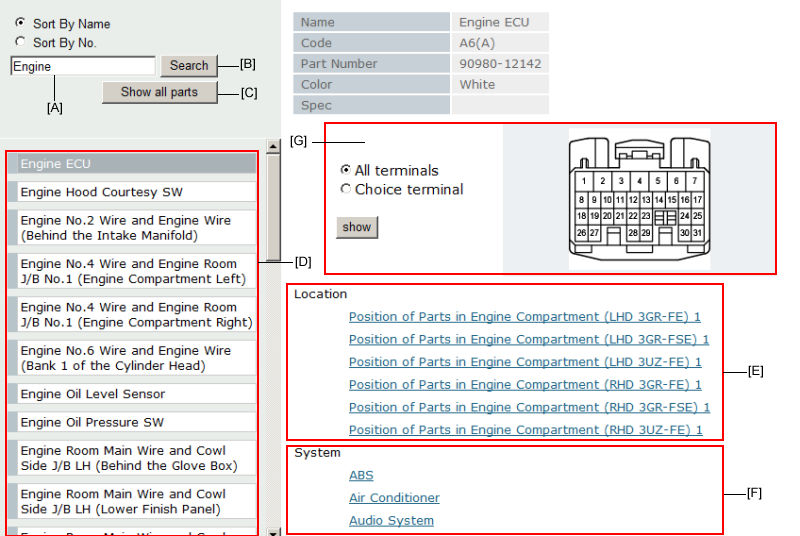 Sort By Name
Sort By No.
Engine
Search
[B]
[A]
Show all parts
[C]
Name Engine ECU
Code A6(A)
Part Number 90980-12142
Color White
Spec
[G]
All terminals
Choice terminal
show
1 2 3 4 5 6 7
8 9 10 11 12 13 14 15 16 17
18 19 20 21 22 23 24 25
26 27 28 29 30 31
Engine ECU
Engine Hood Courtesy SW
Engine No.2 Wire and Engine Wire
(Behind the Intake Manifold)
Engine No.4 Wire and Engine Room
J/B No.1 (Engine Compartment Left)
[D]
Engine No.4 Wire and Engine Room
J/B No.1 (Engine Compartment Right)
Engine No.6 Wire and Engine Wire
(Bank 1 of the Cylinder Head)
Engine Oil Level Sensor
Engine Oil Pressure SW
Engine Room Main Wire and Cowl
Side J/B LH (Behind the Glove Box)
Engine Room Main Wire and Cowl
Side J/B LH (Lower Finish Panel)
Engine Room Main Wire and Cowl
Location
Position of Parts in Engine Compartment (LHD 3GR-FE) 1
Position of Parts in Engine Compartment (LHD 3GR-FSE) 1
Position of Parts in Engine Compartment (LHD 3UZ-FE) 1
[E]
Position of Parts in Engine Compartment (RHD 3GR-FE) 1
Position of Parts in Engine Compartment (RHD 3GR-FSE) 1
Position of Parts in Engine Compartment (RHD 3UZ-FE) 1
System
ABS
Air Conditioner
[F]
Audio System